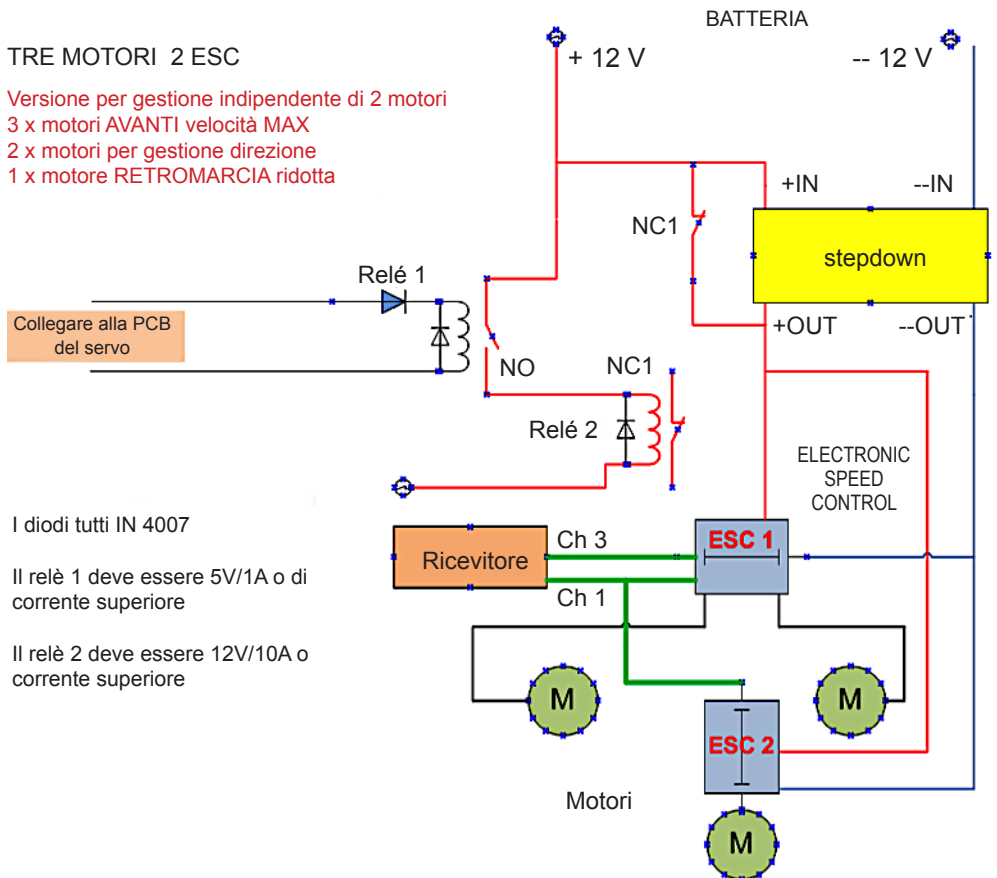 BATTERIA
TRE MOTORI  2 ESC
+ 12 V
-- 12 V
Versione per gestione indipendente di 2 motori
3 x motori AVANTI velocità MAX
2 x motori per gestione direzione
1 x motore RETROMARCIA ridotta
+IN
--IN
NC1
stepdown
Relé 1
Collegare alla PCB
del servo
+OUT
--OUT
NO
NC1
Relé 2
ELECTRONIC
SPEED
CONTROL
I diodi tutti IN 4007
Ricevitore
Ch 3
ESC 1
Ch 1
Il relè 1 deve essere 5V/1A o di
corrente superiore
Il relè 2 deve essere 12V/10A o
corrente superiore
M
M
ESC 2
Motori
M